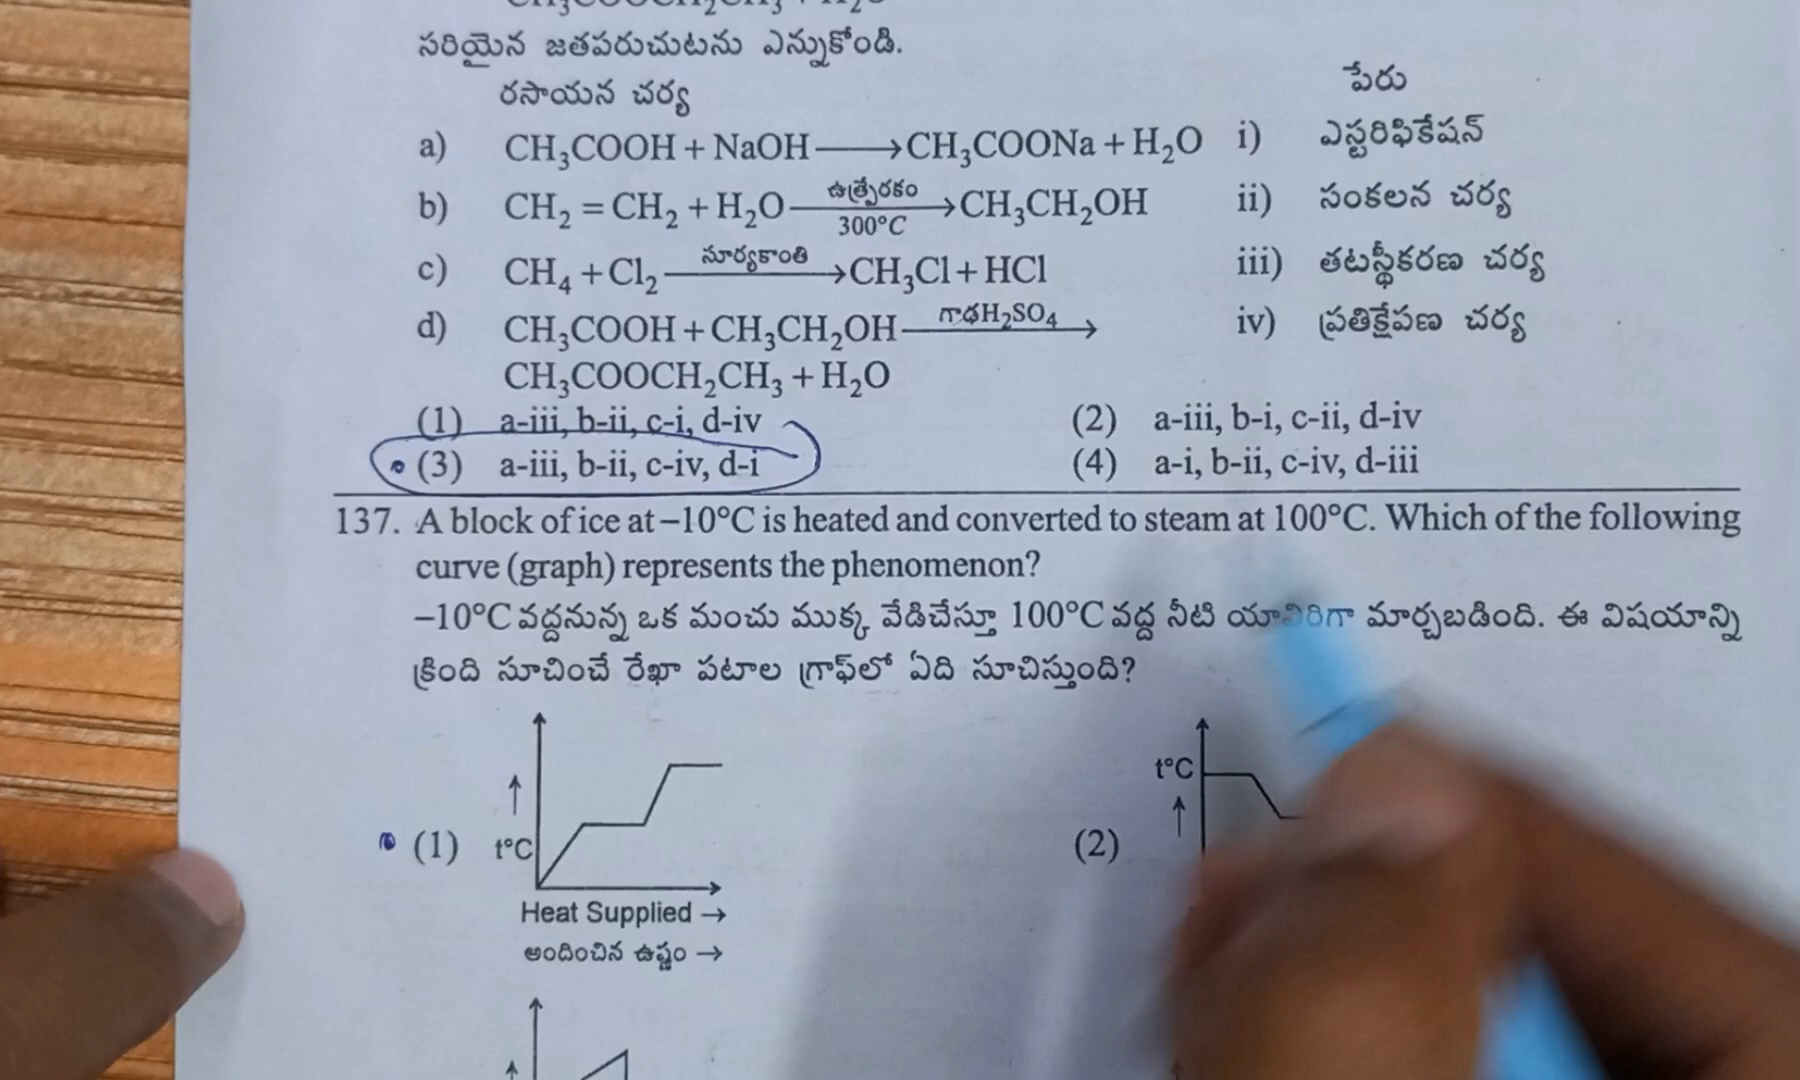 సరియైన జతపరుచుటను ఎన్నుకోండి.
రసాయన చర్య పేరు
a) CH₃COOH + NaOH ⟶ CH₃COONa + H₂O i) ఎస్టరిఫికేషన్
b) CH₂ = CH₂ + H₂O ఉత్ప్రేరకం 300°C → CH₃CH₂OH ii) సంకలన చర్య
c) CH₄ + Cl₂ సూర్యకాంతి → CH₃Cl + HCl iii) తటస్థీకరణ చర్య
d) CH₃COOH + CH₃CH₂OH గాఢH₂SO₄ → iv) ప్రతిక్షేపణ చర్య
CH₃COOCH₂CH₃ + H₂O
(1) a-iii, b-ii, c-i, d-iv (2) a-iii, b-i, c-ii, d-iv
(3) a-iii, b-ii, c-iv, d-i (4) a-i, b-ii, c-iv, d-iii
137. A block of ice at –10°C is heated and converted to steam at 100°C. Which of the following
curve (graph) represents the phenomenon?
–10°C వద్దనున్న ఒక మంచు ముక్క వేడిచేస్తూ 100°C వద్ద నీటి యావిరిగా మార్చబడింది. ఈ విషయాన్ని
క్రింది సూచించే రేఖా పటాల గ్రాఫ్‌లో ఏది సూచిస్తుంది?
(1) t°C ↑ (2) t°C ↑
Heat Supplied →
అందించిన ఉష్ణం →